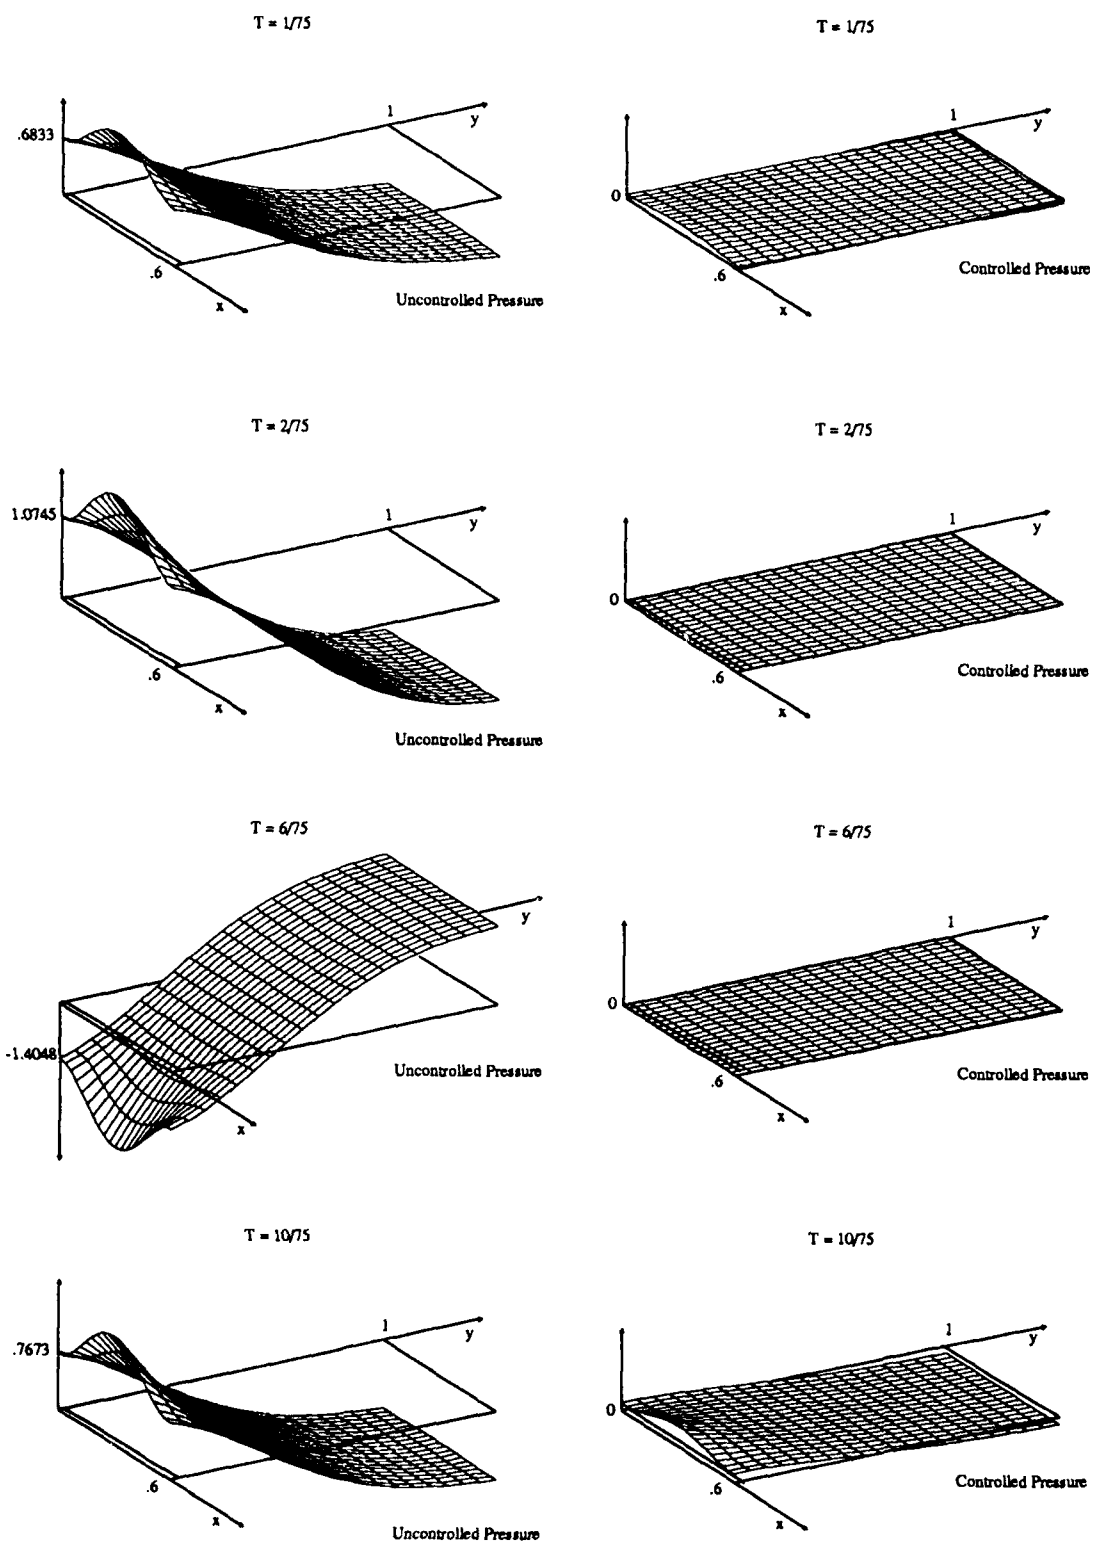 T = 1/75
.6833
1
y
.6
x
Uncontrolled Pressure
T = 1/75
0
1
y
.6
x
Controlled Pressure
T = 2/75
1.0745
1
y
.6
x
Uncontrolled Pressure
T = 2/75
0
1
y
.6
x
Controlled Pressure
T = 6/75
-1.4048
y
x
Uncontrolled Pressure
T = 6/75
0
1
y
.6
x
Controlled Pressure
T = 10/75
.7673
1
y
.6
x
Uncontrolled Pressure
T = 10/75
0
1
y
.6
x
Controlled Pressure